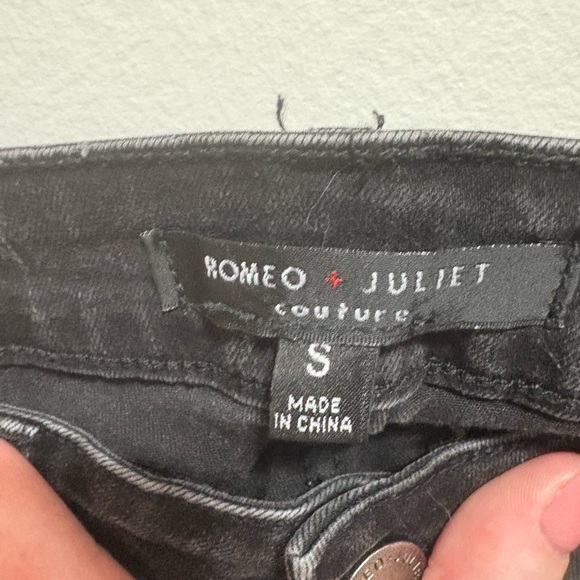 ROMEO + JULIET
couture
S
MADE
IN CHINA